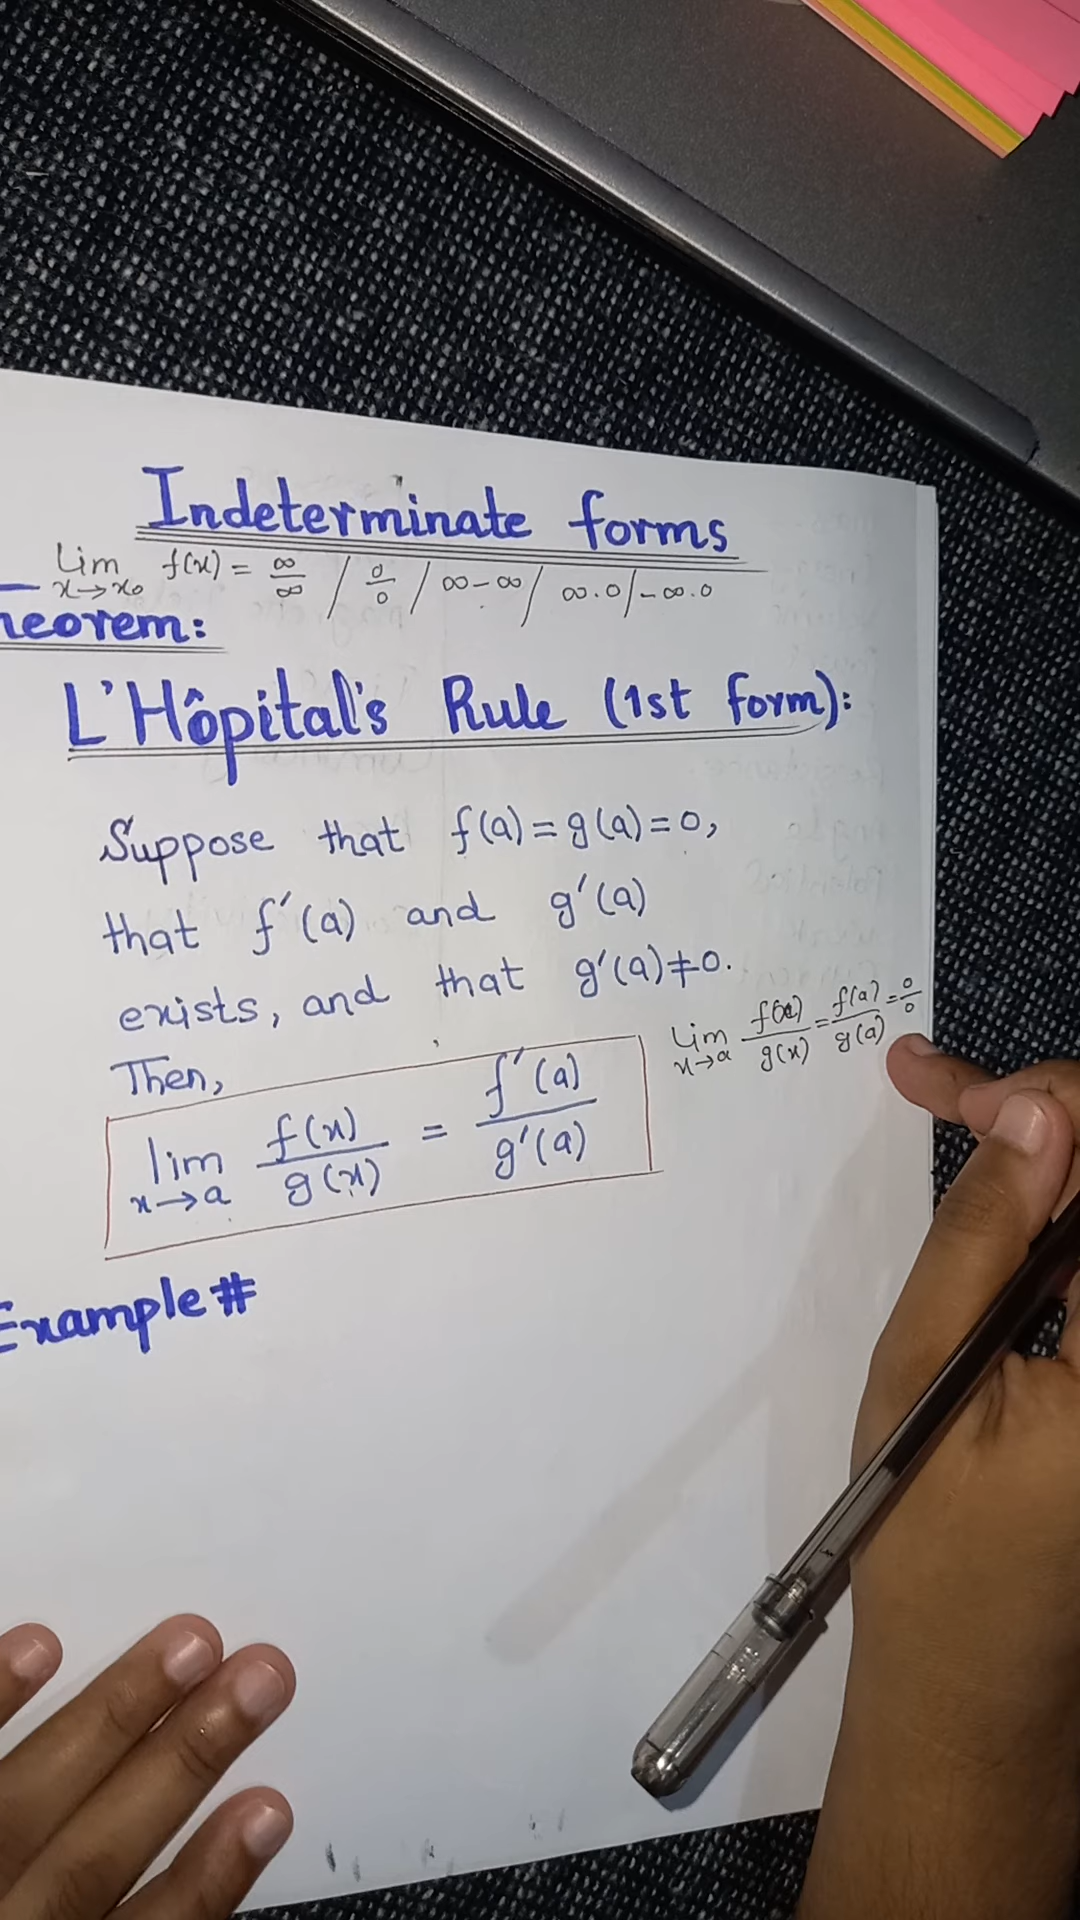 Indeterminate forms
Lim x→x₀ f(x) = ∞/∞ / 0/0 / ∞-∞ / ∞.0 / -∞.0
heorem:
L'Hôpital's Rule (1st form):
Suppose that f(a)=g(a)=0,
that f′(a) and g′(a)
exists, and that g′(a)≠0.
Lim x→a f(x)/g(x) = f(a)/g(a) = 0/0
Then,
lim x→a f(x)/g(x) = f′(a)/g′(a)
Example#